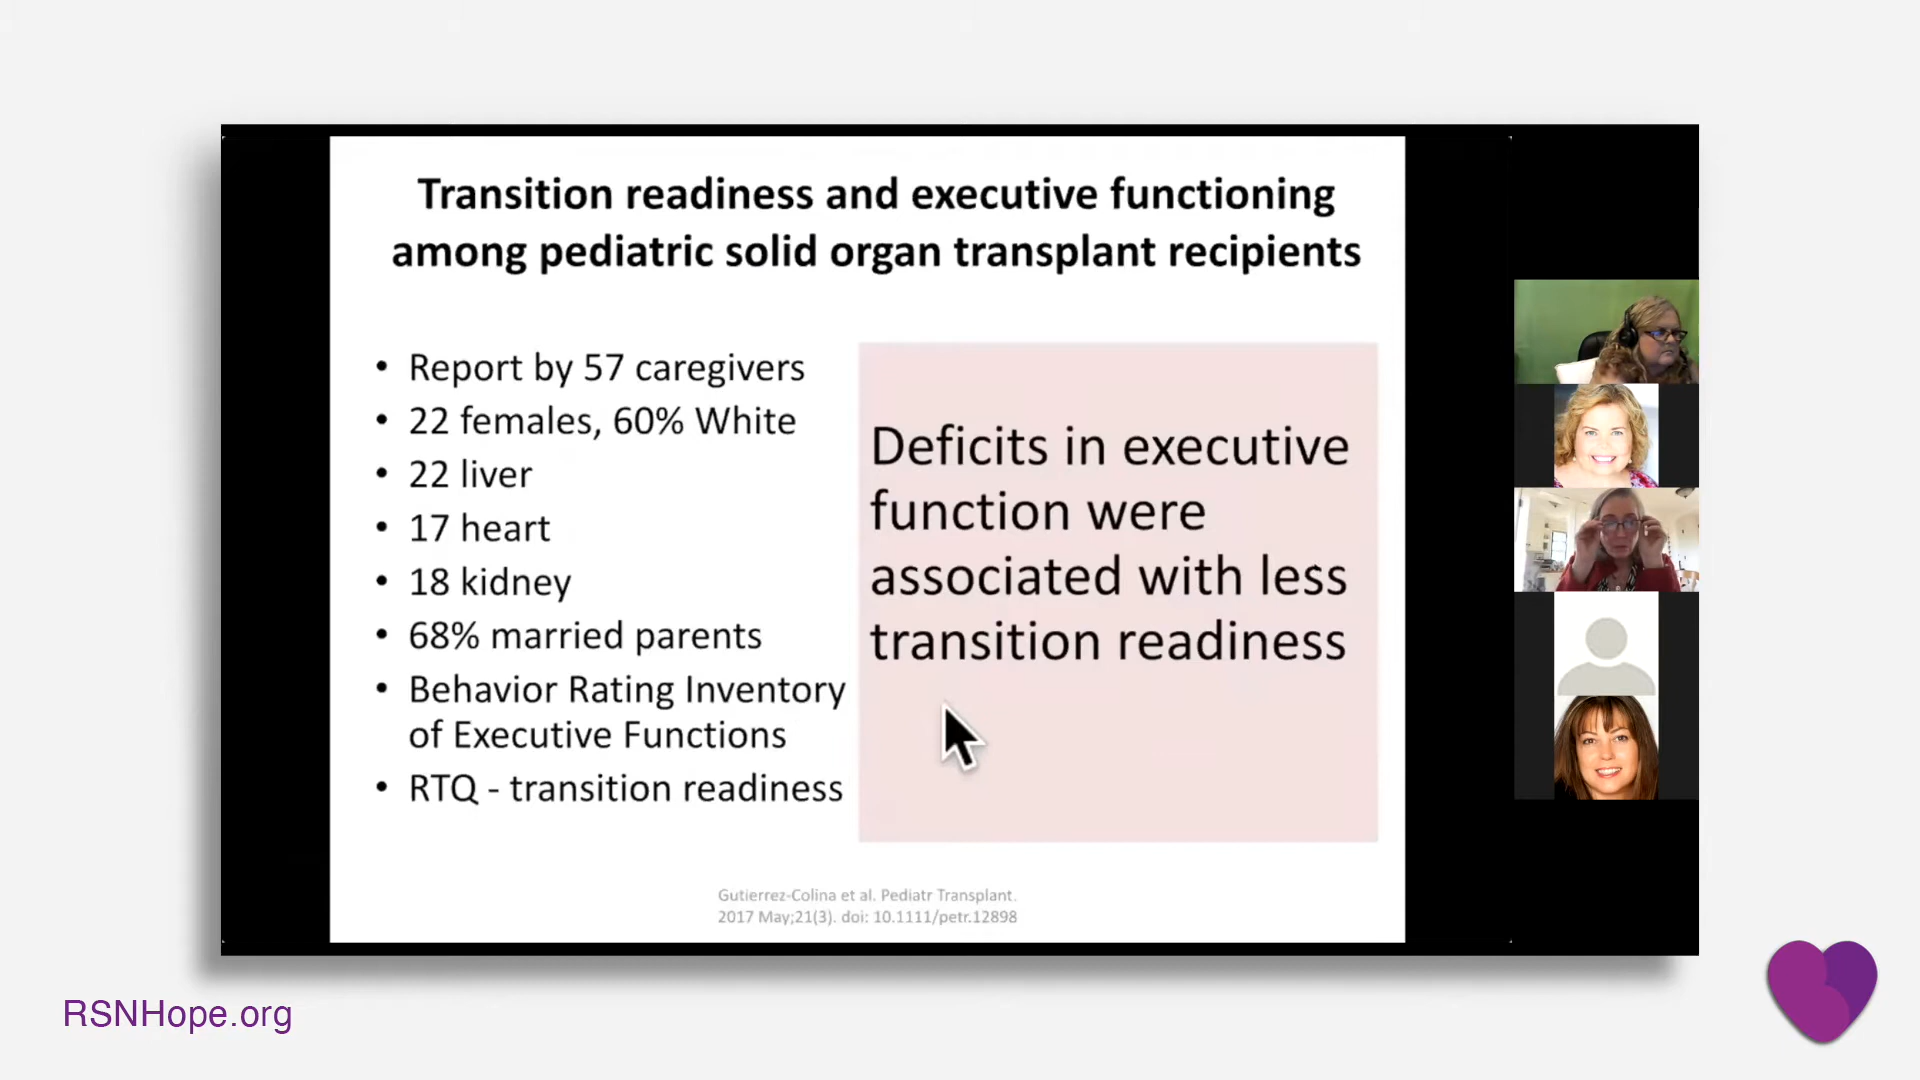 Transition readiness and executive functioning
among pediatric solid organ transplant recipients
• Report by 57 caregivers
• 22 females, 60% White
• 22 liver
• 17 heart
• 18 kidney
• 68% married parents
• Behavior Rating Inventory
of Executive Functions
• RTQ - transition readiness
Deficits in executive
function were
associated with less
transition readiness
Gutierrez-Colina et al. Pediatr Transplant.
2017 May;21(3). doi: 10.1111/petr.12898
RSNHope.org